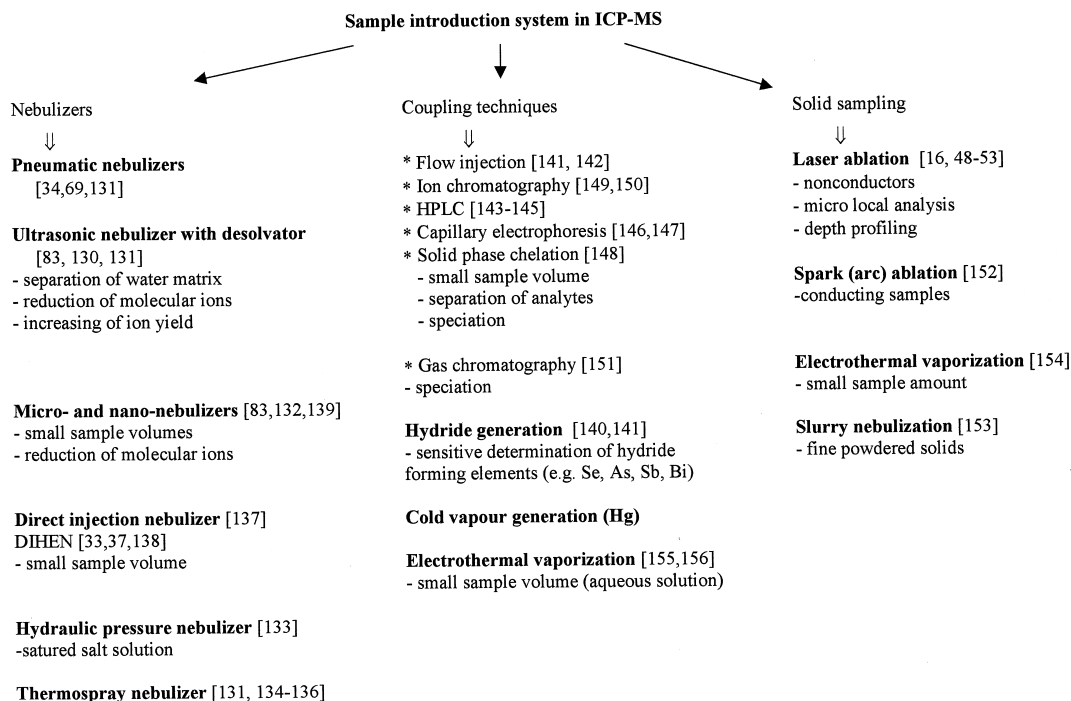 Sample introduction system in ICP-MS
Nebulizers
⇓
Pneumatic nebulizers
[34,69,131]
Ultrasonic nebulizer with desolvator
[83, 130, 131]
- separation of water matrix
- reduction of molecular ions
- increasing of ion yield
Micro- and nano-nebulizers [83,132,139]
- small sample volumes
- reduction of molecular ions
Direct injection nebulizer [137]
DIHEN [33,37,138]
- small sample volume
Hydraulic pressure nebulizer [133]
-satured salt solution
Thermospray nebulizer [131, 134-136]
Coupling techniques
⇓
* Flow injection [141, 142]
* Ion chromatography [149,150]
* HPLC [143-145]
* Capillary electrophoresis [146,147]
* Solid phase chelation [148]
- small sample volume
- separation of analytes
- speciation
* Gas chromatography [151]
- speciation
Hydride generation [140,141]
- sensitive determination of hydride
forming elements (e.g. Se, As, Sb, Bi)
Cold vapour generation (Hg)
Electrothermal vaporization [155,156]
- small sample volume (aqueous solution)
Solid sampling
⇓
Laser ablation [16, 48-53]
- nonconductors
- micro local analysis
- depth profiling
Spark (arc) ablation [152]
-conducting samples
Electrothermal vaporization [154]
- small sample amount
Slurry nebulization [153]
- fine powdered solids